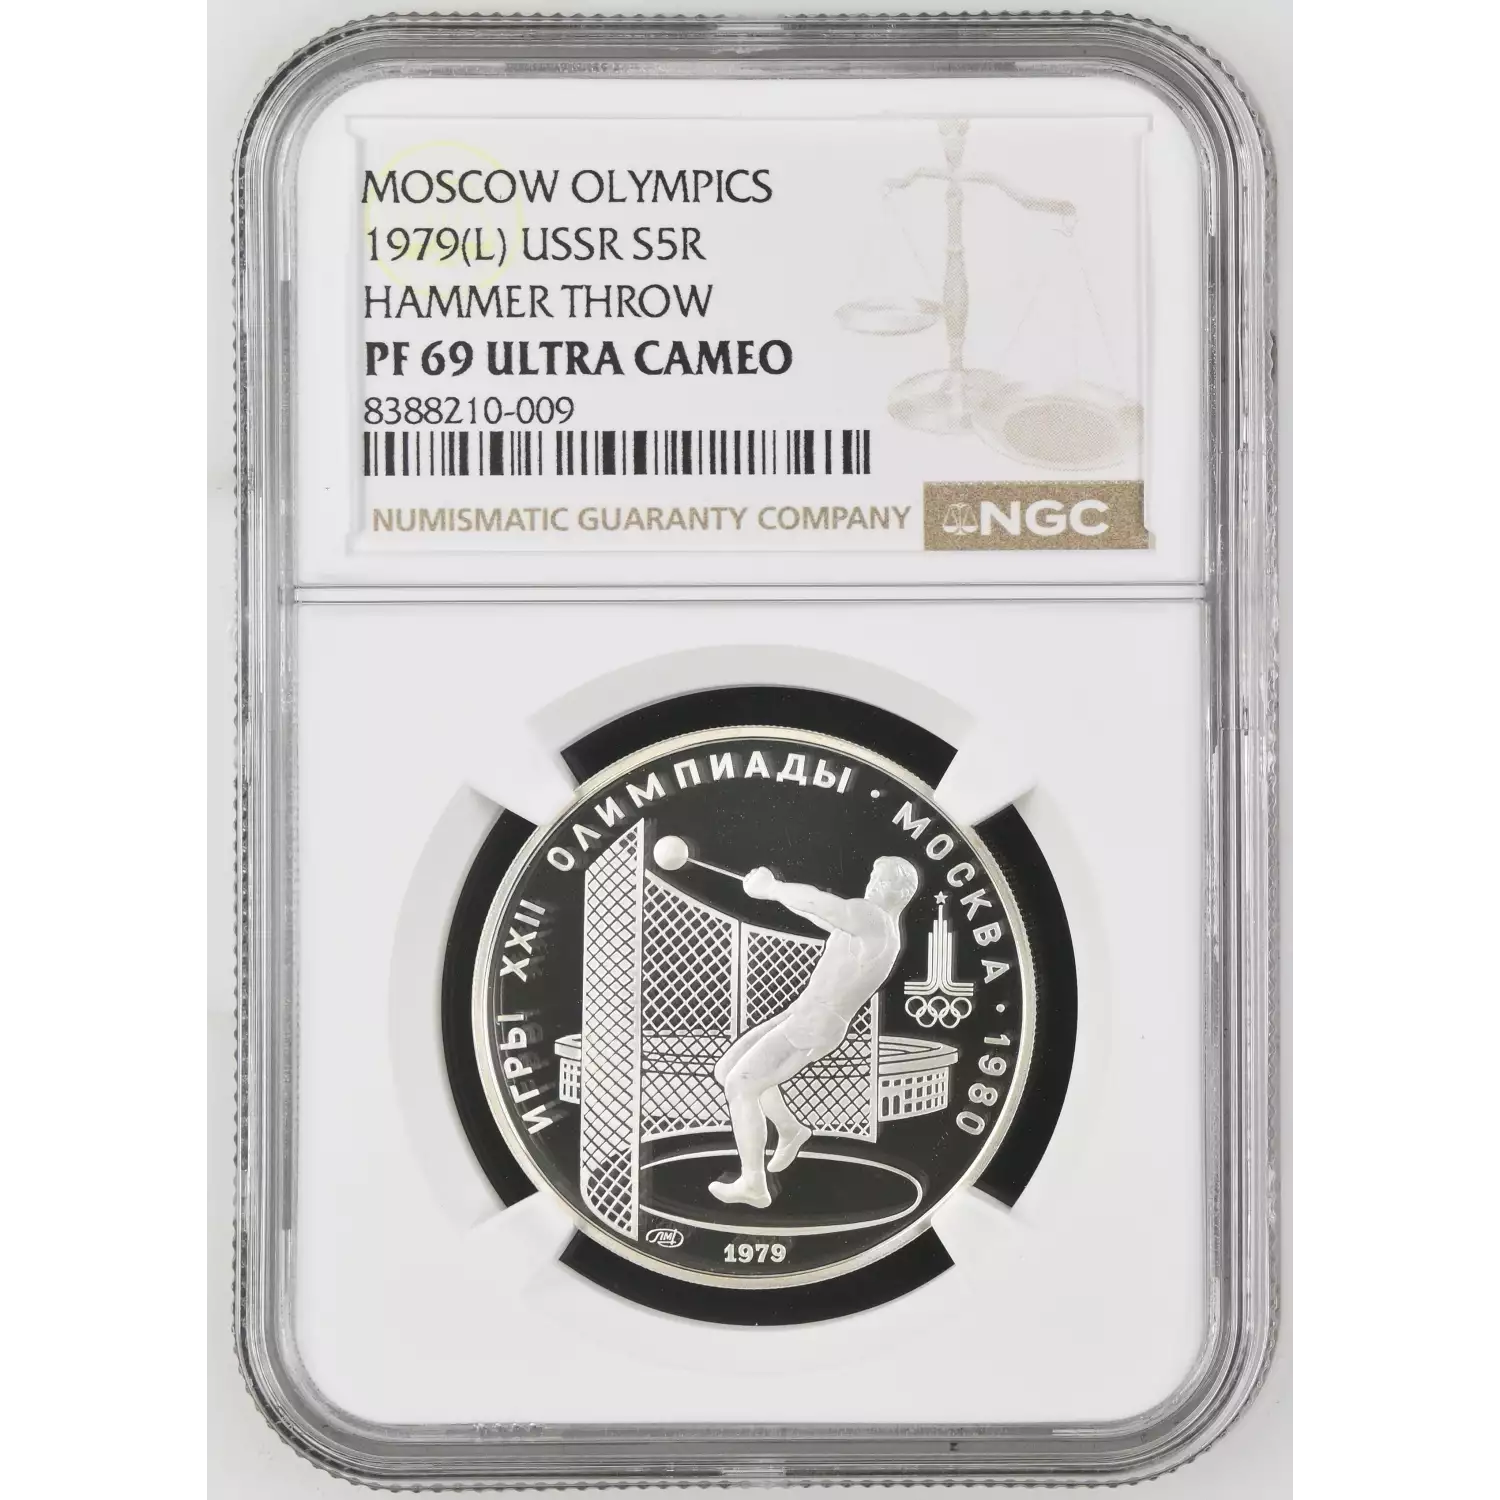 MOSCOW OLYMPICS
1979(L) USSR S5R
HAMMER THROW
PF 69 ULTRA CAMEO
8388210-009
NUMISMATIC GUARANTY COMPANY
NGC
ИГРЫ XXII ОЛИМПИАДЫ · МОСКВА · 1980
ЛМД
1979